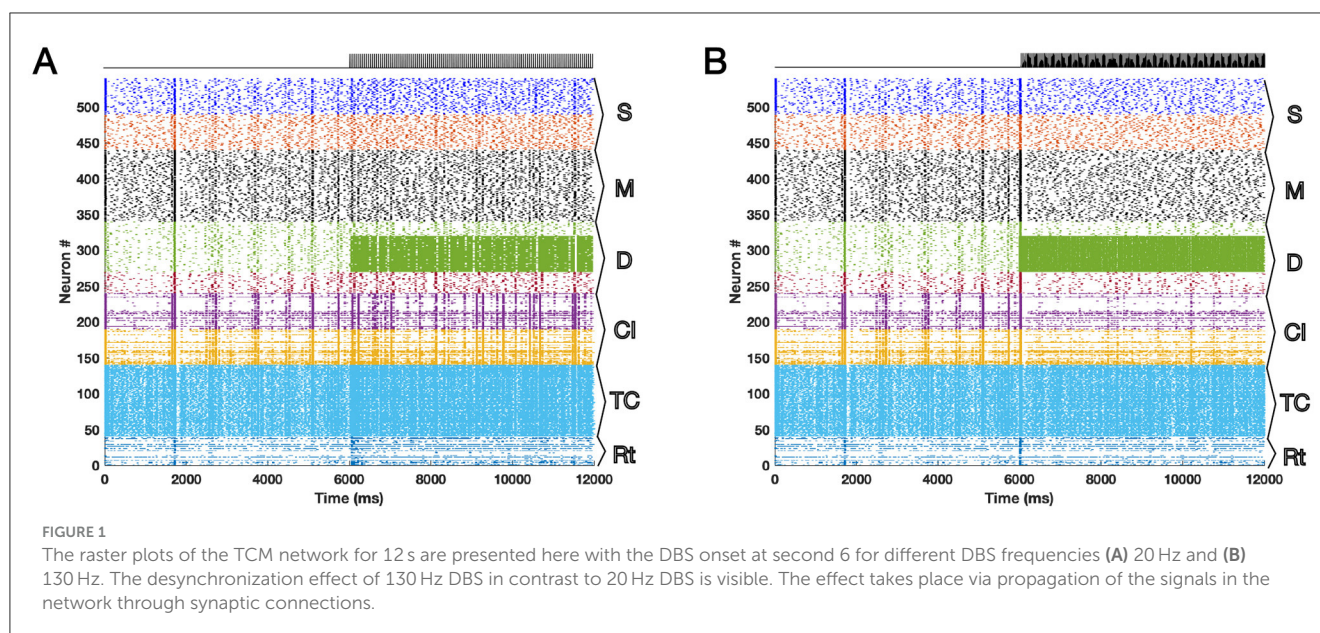 A
B
500
450
400
350
300
250
200
150
100
50
0
Neuron #
S
M
D
CI
TC
Rt
0 2000 4000 6000 8000 10000 12000
Time (ms)
500
450
400
350
300
250
200
150
100
50
0
Neuron #
S
M
D
CI
TC
Rt
0 2000 4000 6000 8000 10000 12000
Time (ms)
FIGURE 1
The raster plots of the TCM network for 12 s are presented here with the DBS onset at second 6 for different DBS frequencies (A) 20 Hz and (B)
130 Hz. The desynchronization effect of 130 Hz DBS in contrast to 20 Hz DBS is visible. The effect takes place via propagation of the signals in the
network through synaptic connections.